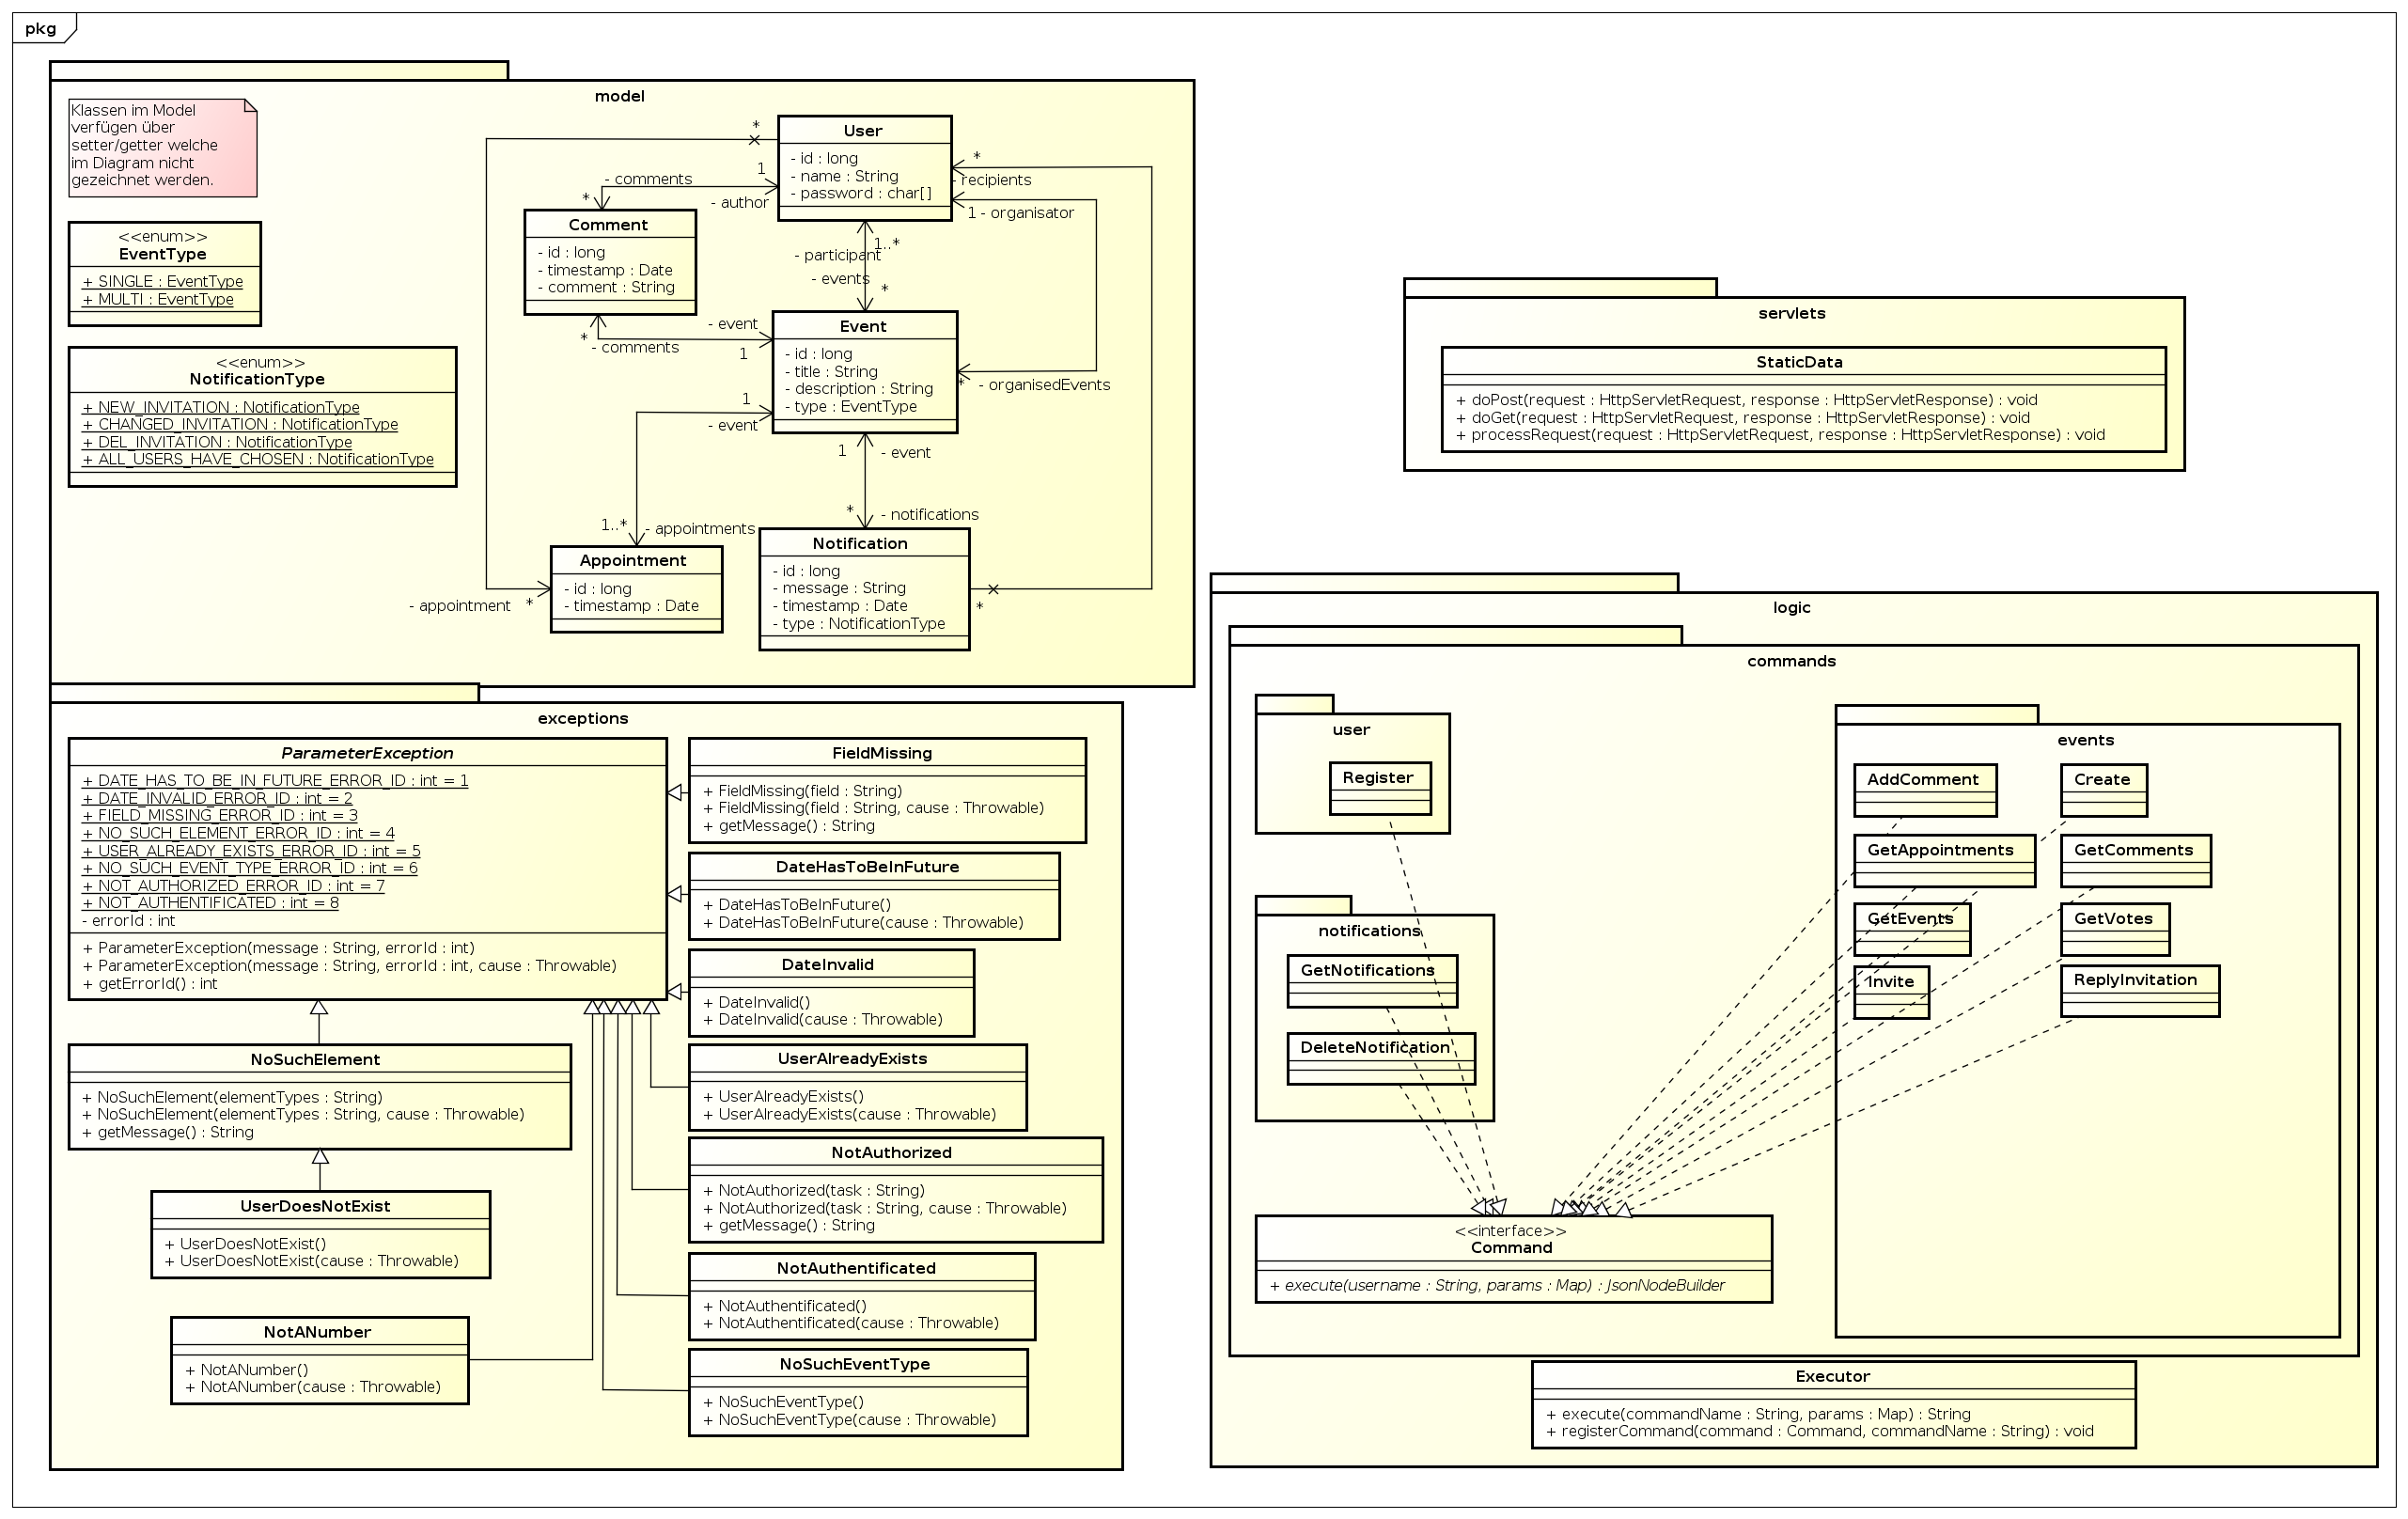 pkg
model
Klassen im Model
verfügen über
setter/getter welche
im Diagram nicht
gezeichnet werden.
<<enum>>
EventType
+ SINGLE : EventType
+ MULTI : EventType
<<enum>>
NotificationType
+ NEW_INVITATION : NotificationType
+ CHANGED_INVITATION : NotificationType
+ DEL_INVITATION : NotificationType
+ ALL_USERS_HAVE_CHOSEN : NotificationType
User
- id : long
- name : String
- password : char[]
*
1
- comments
*
- author
*
- recipients
1 - organisator
1..*
- participant
- events
*
Comment
- id : long
- timestamp : Date
- comment : String
- event
*
- comments
1
Event
- id : long
- title : String
- description : String
- type : EventType
*
- organisedEvents
1
- event
1
- event
1..*
- appointments
*
- notifications
Appointment
- id : long
- timestamp : Date
- appointment
*
Notification
- id : long
- message : String
- timestamp : Date
- type : NotificationType
*
exceptions
ParameterException
+ DATE_HAS_TO_BE_IN_FUTURE_ERROR_ID : int = 1
+ DATE_INVALID_ERROR_ID : int = 2
+ FIELD_MISSING_ERROR_ID : int = 3
+ NO_SUCH_ELEMENT_ERROR_ID : int = 4
+ USER_ALREADY_EXISTS_ERROR_ID : int = 5
+ NO_SUCH_EVENT_TYPE_ERROR_ID : int = 6
+ NOT_AUTHORIZED_ERROR_ID : int = 7
+ NOT_AUTHENTIFICATED : int = 8
- errorId : int
+ ParameterException(message : String, errorId : int)
+ ParameterException(message : String, errorId : int, cause : Throwable)
+ getErrorId() : int
NoSuchElement
+ NoSuchElement(elementTypes : String)
+ NoSuchElement(elementTypes : String, cause : Throwable)
+ getMessage() : String
UserDoesNotExist
+ UserDoesNotExist()
+ UserDoesNotExist(cause : Throwable)
NotANumber
+ NotANumber()
+ NotANumber(cause : Throwable)
FieldMissing
+ FieldMissing(field : String)
+ FieldMissing(field : String, cause : Throwable)
+ getMessage() : String
DateHasToBeInFuture
+ DateHasToBeInFuture()
+ DateHasToBeInFuture(cause : Throwable)
DateInvalid
+ DateInvalid()
+ DateInvalid(cause : Throwable)
UserAlreadyExists
+ UserAlreadyExists()
+ UserAlreadyExists(cause : Throwable)
NotAuthorized
+ NotAuthorized(task : String)
+ NotAuthorized(task : String, cause : Throwable)
+ getMessage() : String
NotAuthentificated
+ NotAuthentificated()
+ NotAuthentificated(cause : Throwable)
NoSuchEventType
+ NoSuchEventType()
+ NoSuchEventType(cause : Throwable)
servlets
StaticData
+ doPost(request : HttpServletRequest, response : HttpServletResponse) : void
+ doGet(request : HttpServletRequest, response : HttpServletResponse) : void
+ processRequest(request : HttpServletRequest, response : HttpServletResponse) : void
logic
commands
user
Register
notifications
GetNotifications
DeleteNotification
events
AddComment
Create
GetAppointments
GetComments
GetEvents
GetVotes
Invite
ReplyInvitation
<<interface>>
Command
+ execute(username : String, params : Map) : JsonNodeBuilder
Executor
+ execute(commandName : String, params : Map) : String
+ registerCommand(command : Command, commandName : String) : void